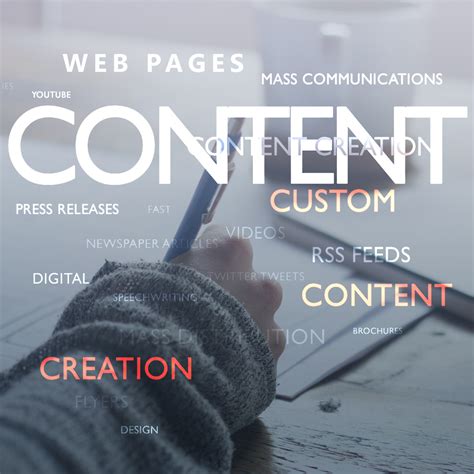 WEB PAGES
MASS COMMUNICATIONS
YOUTUBE
CONTENT
CONTENT CREATION
CUSTOM
PRESS RELEASES
FAST
VIDEOS
NEWSPAPER ARTICLES
RSS FEEDS
DIGITAL
TWITTER TWEETS
CONTENT
SPEECHWRITING
MASS DISTRIBUTION
BROCHURES
CREATION
FLYERS
DESIGN